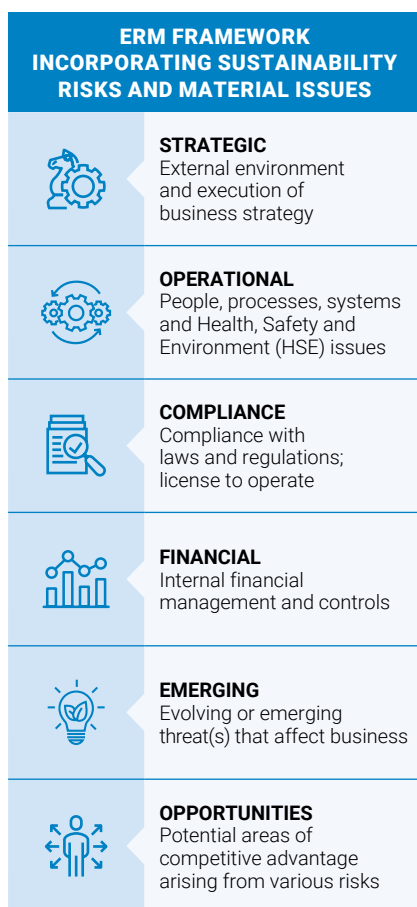 ERM FRAMEWORK
INCORPORATING SUSTAINABILITY
RISKS AND MATERIAL ISSUES
STRATEGIC
External environment
and execution of
business strategy
OPERATIONAL
People, processes, systems
and Health, Safety and
Environment (HSE) issues
COMPLIANCE
Compliance with
laws and regulations;
license to operate
FINANCIAL
Internal financial
management and controls
EMERGING
Evolving or emerging
threat(s) that affect business
OPPORTUNITIES
Potential areas of
competitive advantage
arising from various risks